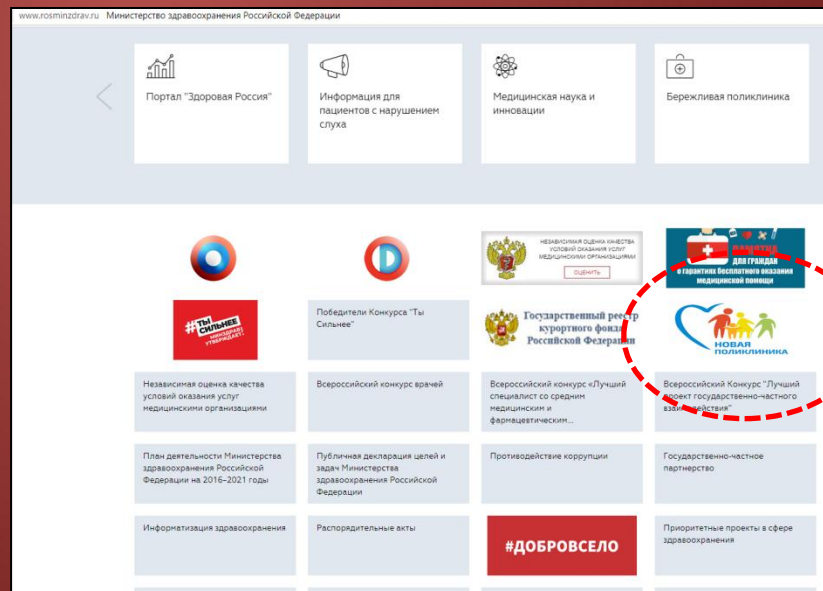 www.rosminzdrav.ru Министерство здравоохранения Российской Федерации
Портал "Здоровая Россия"
Информация для
пациентов с нарушением
слуха
Медицинская наука и
инновации
Бережливая поликлиника
НЕЗАВИСИМАЯ ОЦЕНКА КАЧЕСТВА
УСЛОВИЙ ОКАЗАНИЯ УСЛУГ
МЕДИЦИНСКИМИ ОРГАНИЗАЦИЯМИ
ОЦЕНИТЬ
ПАМЯТКА
ДЛЯ ГРАЖДАН
о гарантиях бесплатного оказания
медицинской помощи
#ТЫ
СИЛЬНЕЕ
МИНЗДРАВ
УТВЕРЖДАЕТ!
Победители Конкурса "Ты
Сильнее"
Государственный реестр
курортного фонда
Российской Федерации
НОВАЯ
ПОЛИКЛИНИКА
Независимая оценка качества
условий оказания услуг
медицинскими организациями
Всероссийский конкурс врачей
Всероссийский конкурс «Лучший
специалист со средним
медицинским и
фармацевтическим...
Всероссийский Конкурс "Лучший
проект государственно-частного
взаимодействия"
План деятельности Министерства
здравоохранения Российской
Федерации на 2016–2021 годы
Публичная декларация целей и
задач Министерства
здравоохранения Российской
Федерации
Противодействие коррупции
Государственно-частное
партнерство
Информатизация здравоохранения
Распорядительные акты
#ДОБРОВСЕЛО
Приоритетные проекты в сфере
здравоохранения